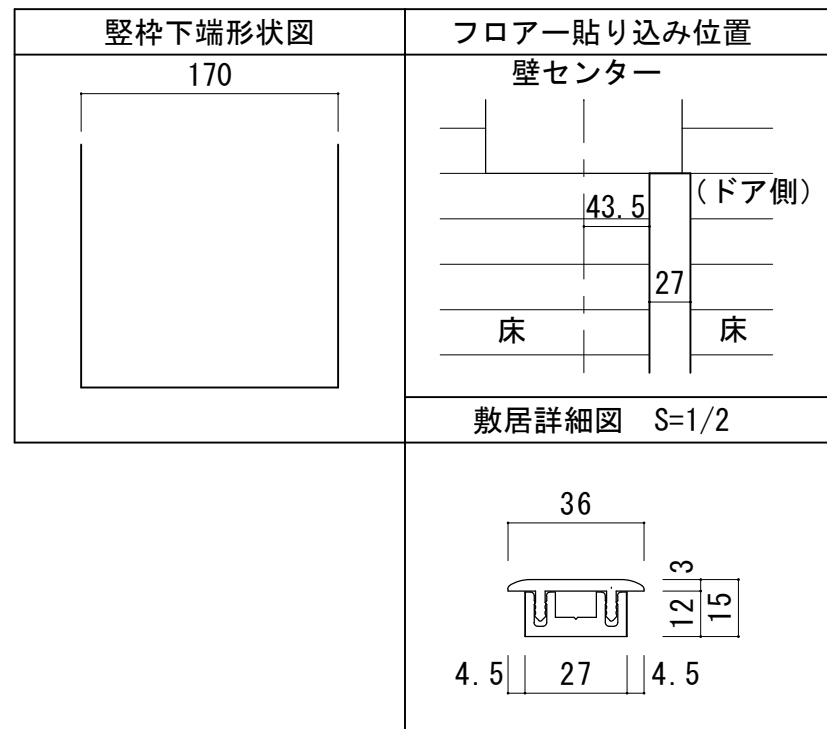 竪枠下端形状図
170
フロアー貼り込み位置
壁センター
(ドア側)
43.5
27
床
床
敷居詳細図 S=1/2
36
3
12
15
4.5
27
4.5